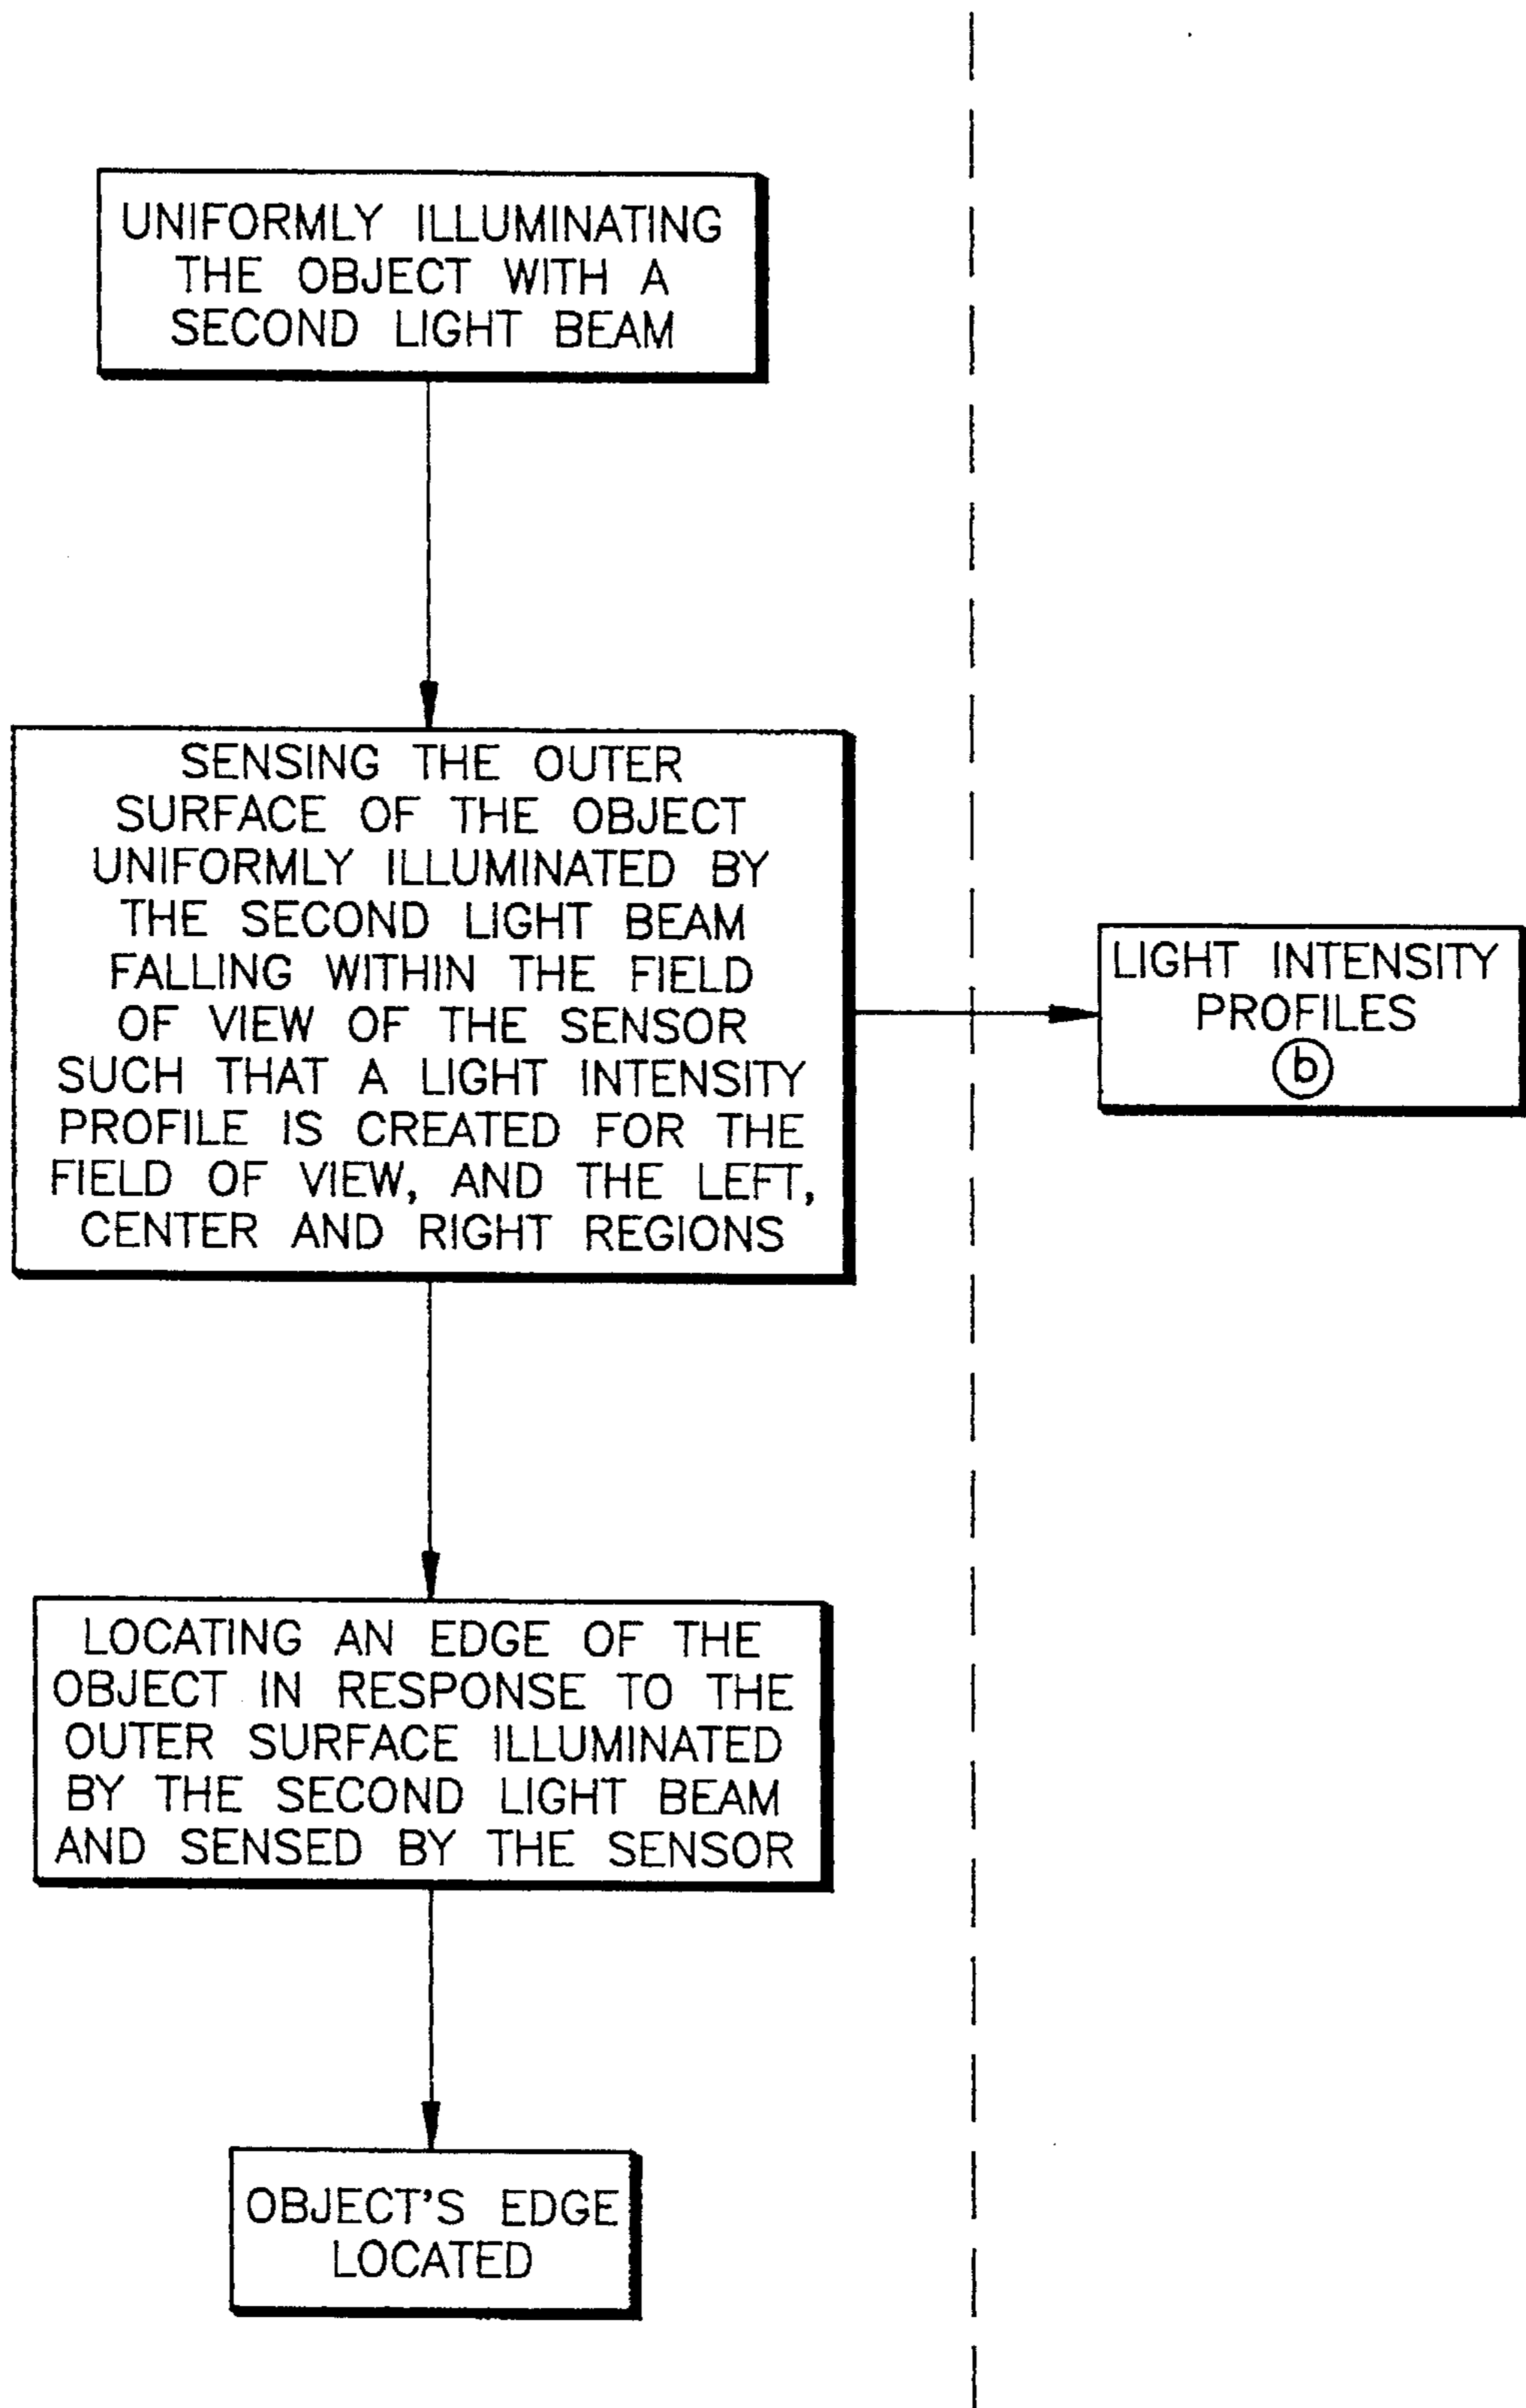 UNIFORMLY ILLUMINATING
THE OBJECT WITH A
SECOND LIGHT BEAM
SENSING THE OUTER
SURFACE OF THE OBJECT
UNIFORMLY ILLUMINATED BY
THE SECOND LIGHT BEAM
FALLING WITHIN THE FIELD
OF VIEW OF THE SENSOR
SUCH THAT A LIGHT INTENSITY
PROFILE IS CREATED FOR THE
FIELD OF VIEW, AND THE LEFT,
CENTER AND RIGHT REGIONS
LIGHT INTENSITY
PROFILES
b
LOCATING AN EDGE OF THE
OBJECT IN RESPONSE TO THE
OUTER SURFACE ILLUMINATED
BY THE SECOND LIGHT BEAM
AND SENSED BY THE SENSOR
OBJECT'S EDGE
LOCATED